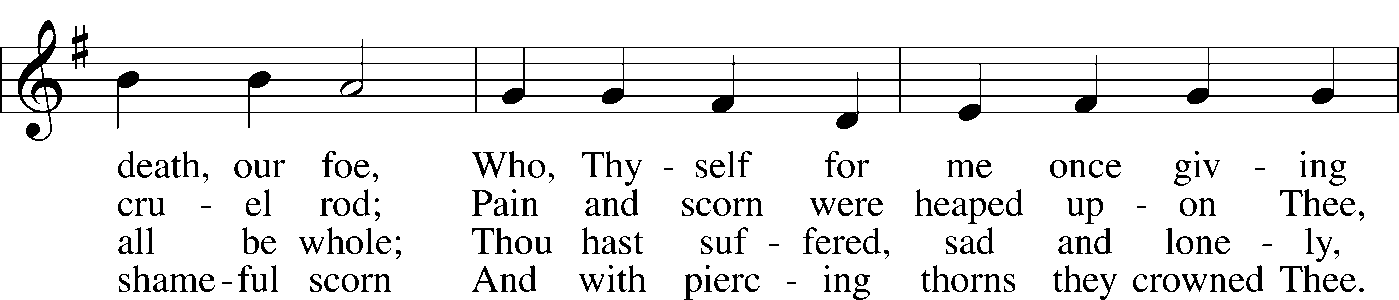 death, our foe, Who, Thy - self for me once giv - ing
cru - el rod; Pain and scorn were heaped up - on Thee,
all be whole; Thou hast suf - fered, sad and lone - ly,
shame - ful scorn And with pierc - ing thorns they crowned Thee.